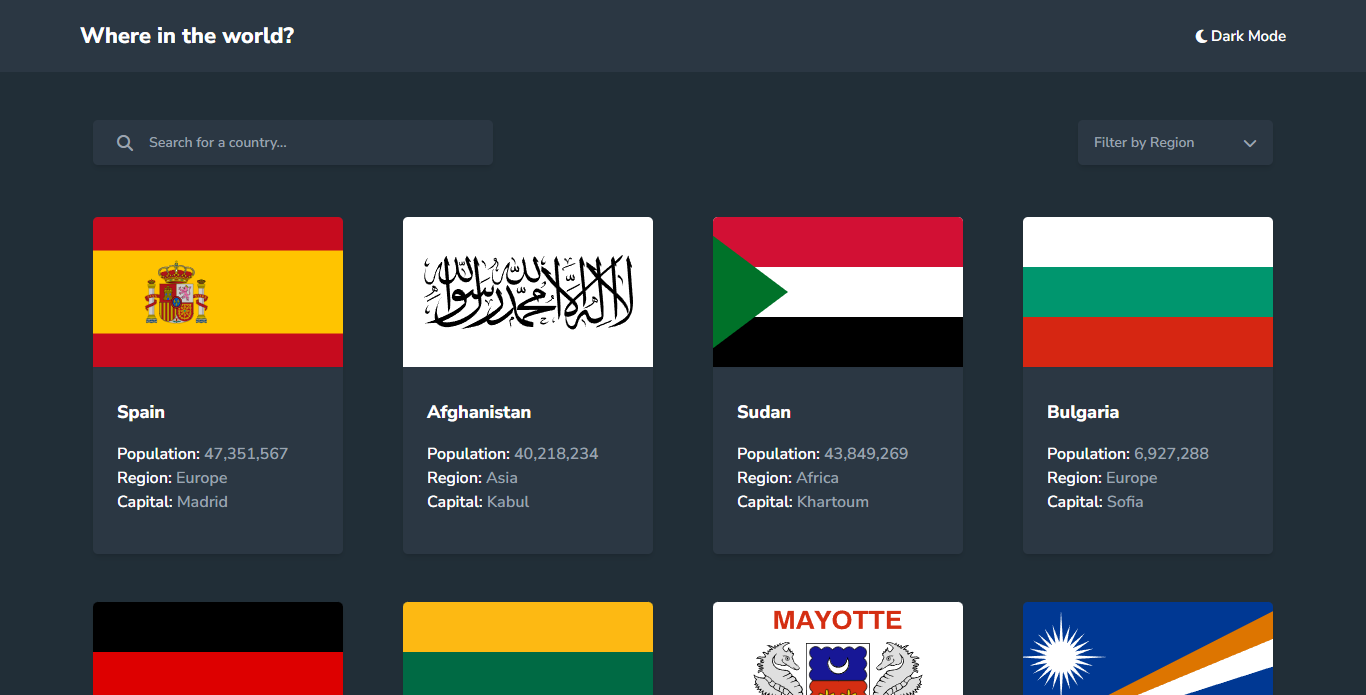 Where in the world?
Dark Mode
Search for a country...
Filter by Region
لا إله إلا الله محمد رسول الله
Spain
Population: 47,351,567
Region: Europe
Capital: Madrid
Afghanistan
Population: 40,218,234
Region: Asia
Capital: Kabul
Sudan
Population: 43,849,269
Region: Africa
Capital: Khartoum
Bulgaria
Population: 6,927,288
Region: Europe
Capital: Sofia
MAYOTTE